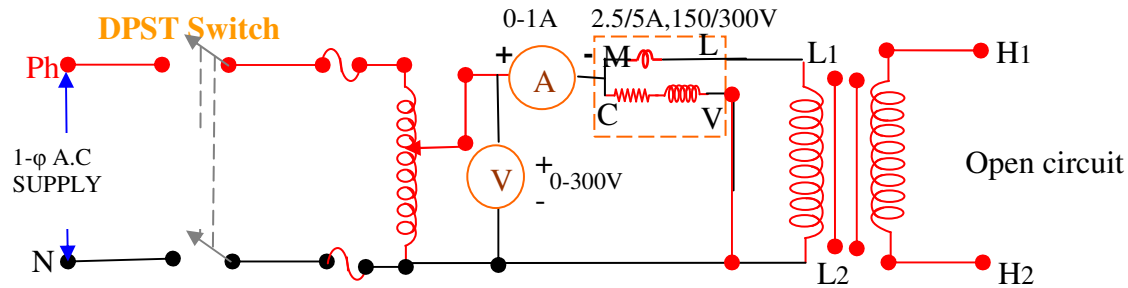 DPST Switch
0-1A
2.5/5A,150/300V
Ph
+
-
M
L
L1
H1
A
C
V
1-φ A.C
SUPPLY
V
+
0-300V
-
Open circuit
N
L2
H2